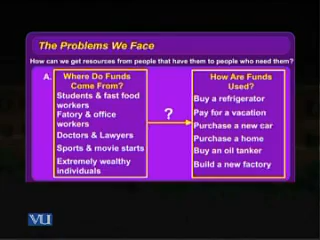 The Problems We Face
How can we get resources from people that have them to people who need them?
A.
Where Do Funds
Come From?
Students & fast food
workers
Fatory & office
workers
Doctors & Lawyers
Sports & movie starts
Extremely wealthy
individuals
?
How Are Funds
Used?
Buy a refrigerator
Pay for a vacation
Purchase a new car
Purchase a home
Buy an oil tanker
Build a new factory
VU